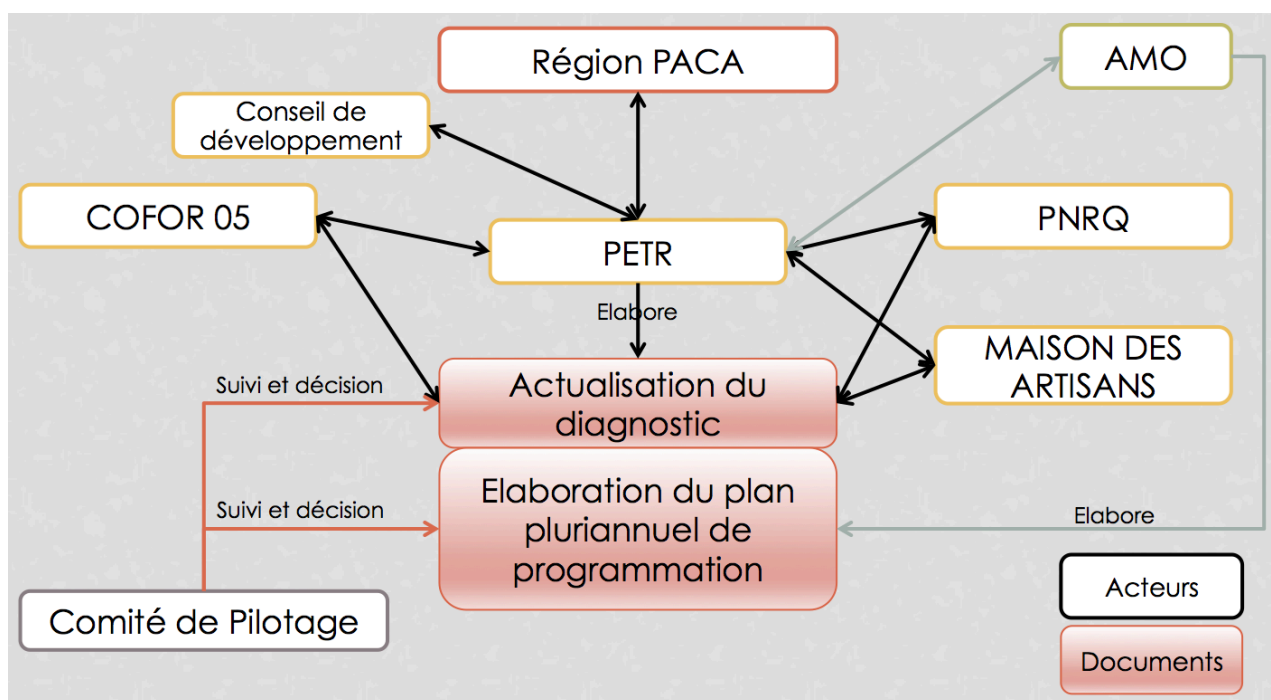 Région PACA
AMO
Conseil de
développement
COFOR 05
PETR
PNRQ
Elabore
MAISON DES
ARTISANS
Suivi et décision
Actualisation du
diagnostic
Suivi et décision
Elaboration du plan
pluriannuel de
programmation
Elabore
Comité de Pilotage
Acteurs
Documents